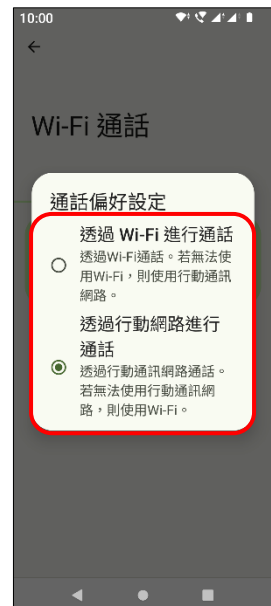 10:00
Wi-Fi 通話
通話偏好設定
透過 Wi-Fi 進行通話
透過Wi-Fi通話。若無法使
用Wi-Fi，則使用行動通訊
網路。
透過行動網路進行
通話
透過行動通訊網路通話。
若無法使用行動通訊網
路，則使用Wi-Fi。